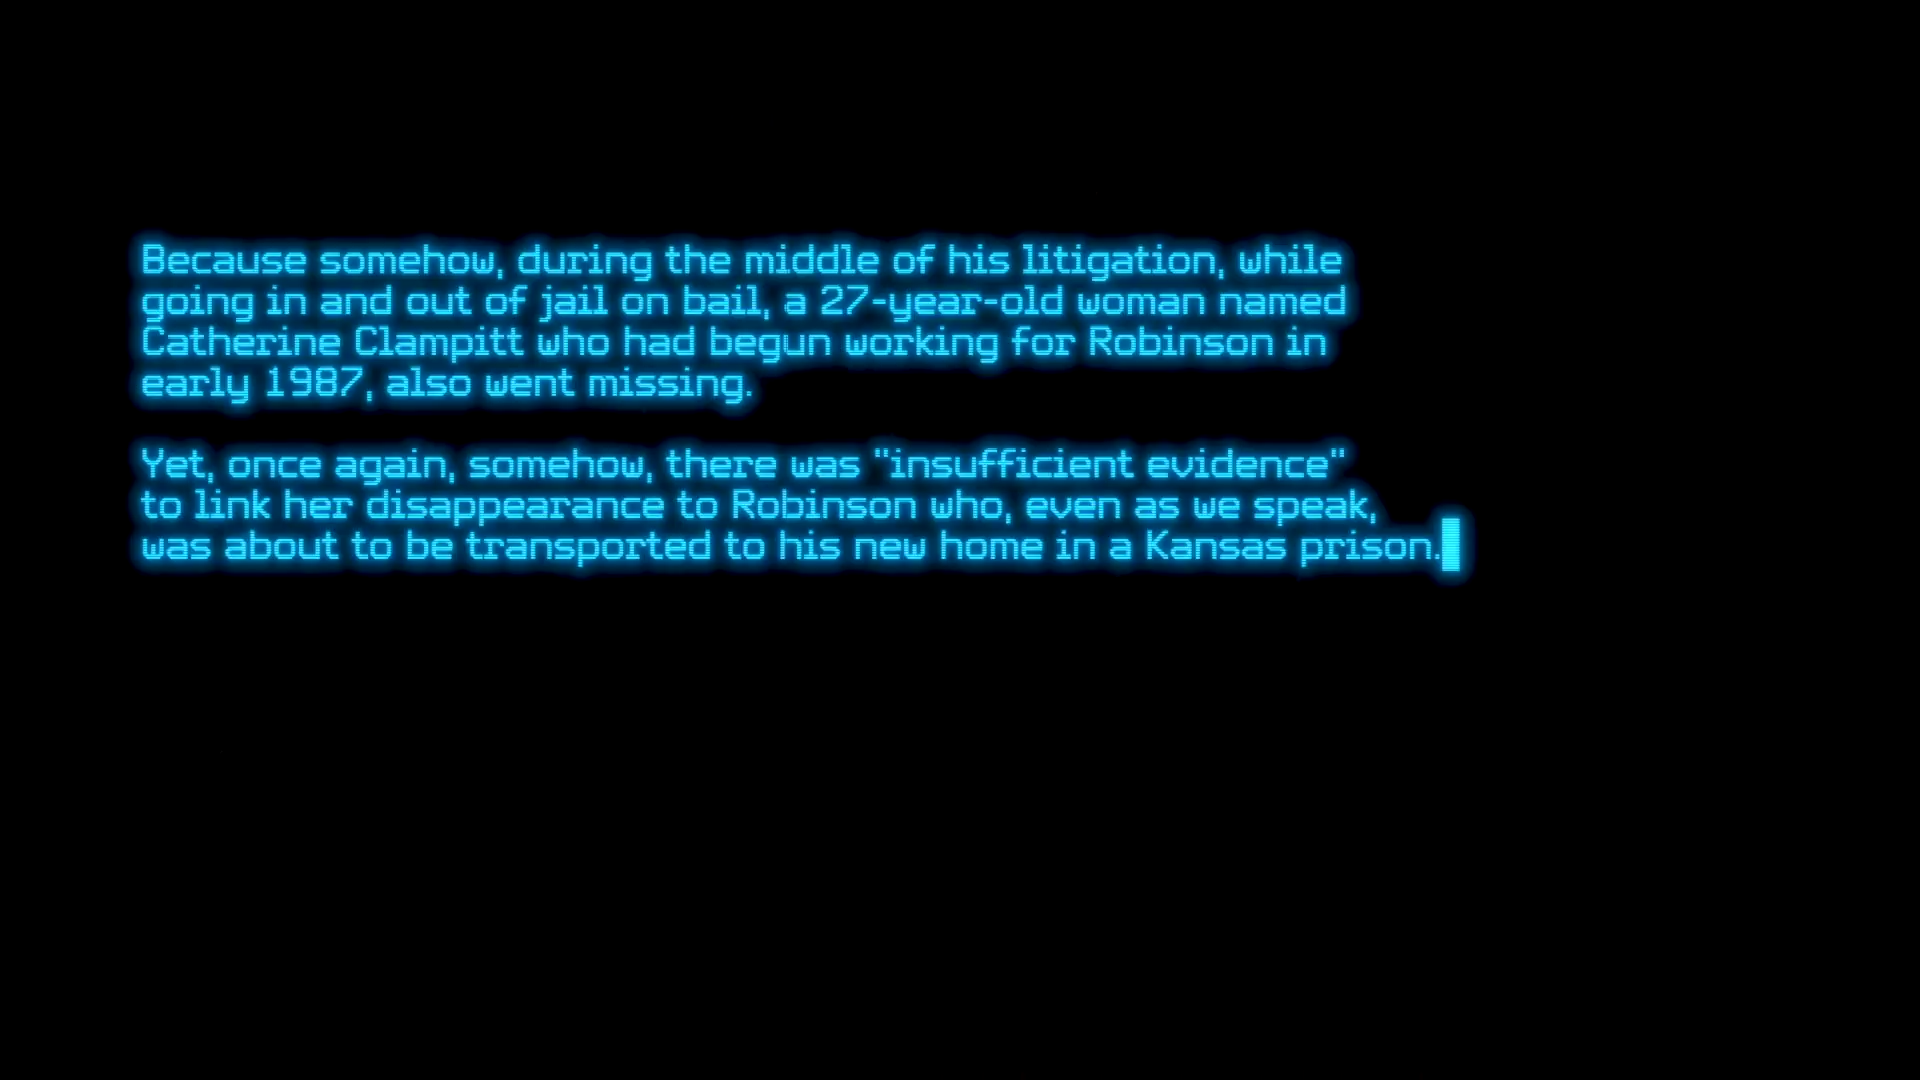 Because somehow, during the middle of his litigation, while
going in and out of jail on bail, a 27-year-old woman named
Catherine Clampitt who had begun working for Robinson in
early 1987, also went missing.
Yet, once again, somehow, there was "insufficient evidence"
to link her disappearance to Robinson who, even as we speak,
was about to be transported to his new home in a Kansas prison.